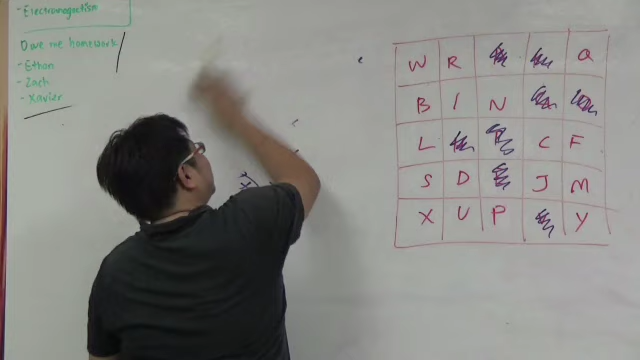 - Electromagnetism
Owe me homework
- Ethan
- Zach
- Xavier
W R Q
B I N
L C F
S D J M
X U P Y